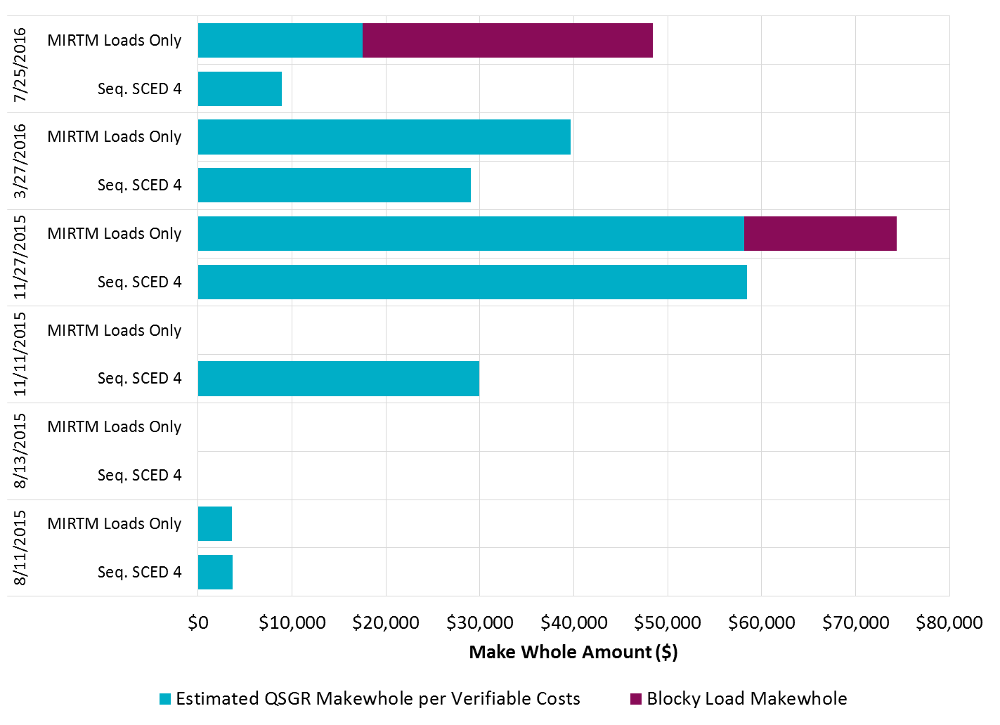 7/25/2016
MIRTM Loads Only
Seq. SCED 4
3/27/2016
MIRTM Loads Only
Seq. SCED 4
11/27/2015
MIRTM Loads Only
Seq. SCED 4
11/11/2015
MIRTM Loads Only
Seq. SCED 4
8/13/2015
MIRTM Loads Only
Seq. SCED 4
8/11/2015
MIRTM Loads Only
Seq. SCED 4
$0 $10,000 $20,000 $30,000 $40,000 $50,000 $60,000 $70,000 $80,000
Make Whole Amount ($)
Estimated QSGR Makewhole per Verifiable Costs Blocky Load Makewhole